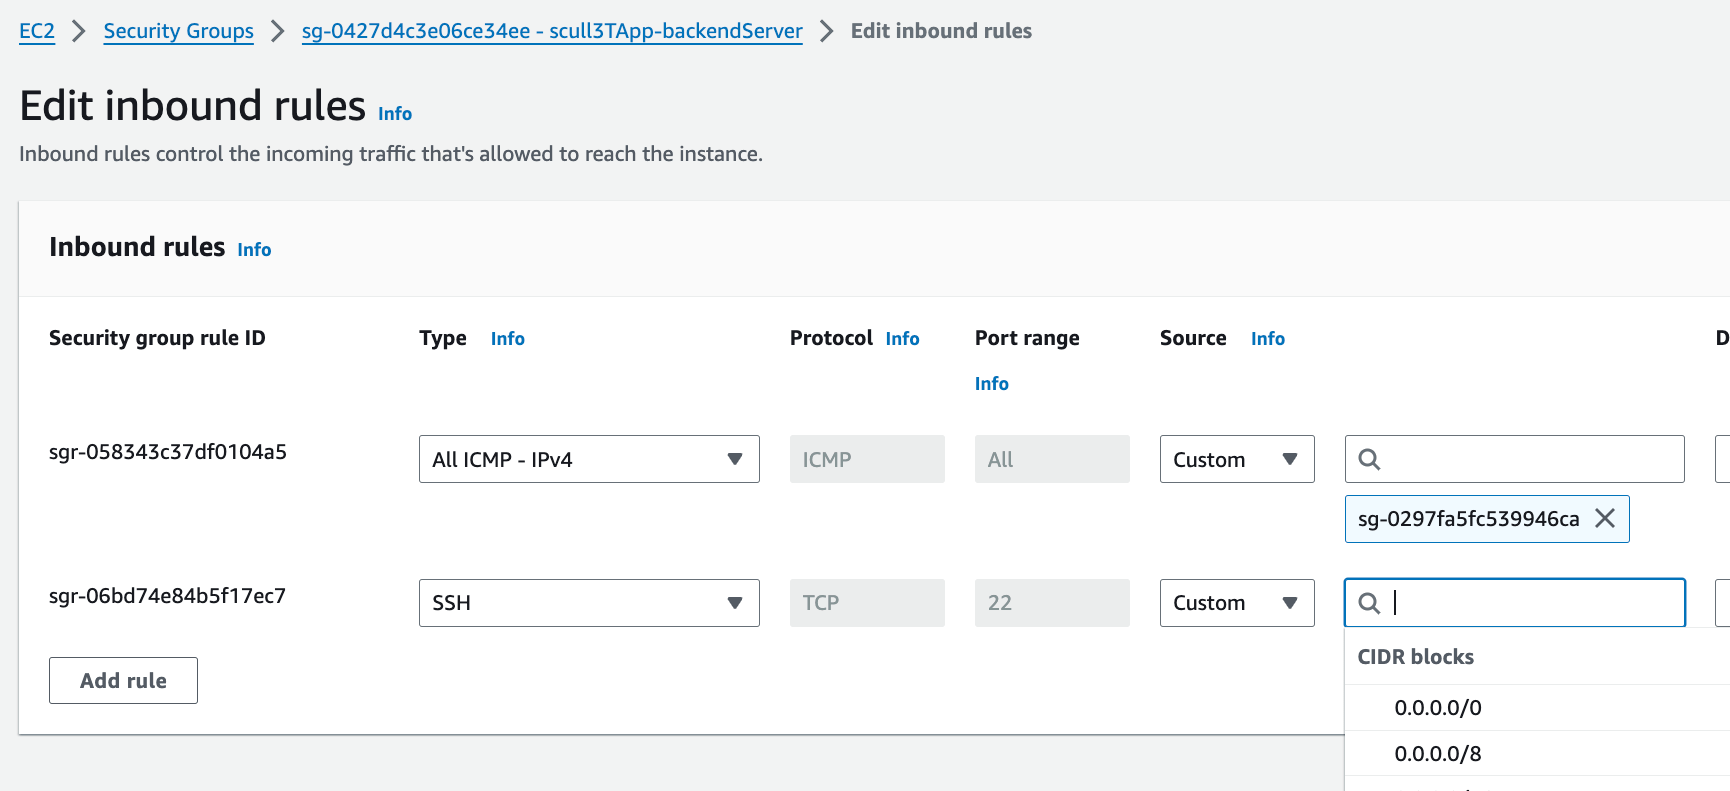 EC2 > Security Groups > sg-0427d4c3e06ce34ee - scull3TApp-backendServer > Edit inbound rules
Edit inbound rules Info
Inbound rules control the incoming traffic that's allowed to reach the instance.
Inbound rules Info
Security group rule ID Type Info Protocol Info Port range Source Info D
Info
sgr-058343c37df0104a5 All ICMP - IPv4 ICMP All Custom
sg-0297fa5fc539946ca
sgr-06bd74e84b5f17ec7 SSH TCP 22 Custom
CIDR blocks
Add rule
0.0.0.0/0
0.0.0.0/8